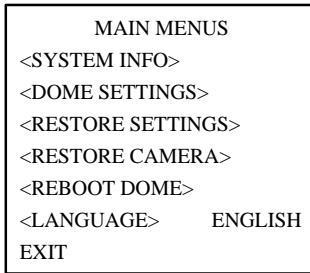 MAIN MENUS
<SYSTEM INFO>
<DOME SETTINGS>
<RESTORE SETTINGS>
<RESTORE CAMERA>
<REBOOT DOME>
<LANGUAGE> ENGLISH
EXIT